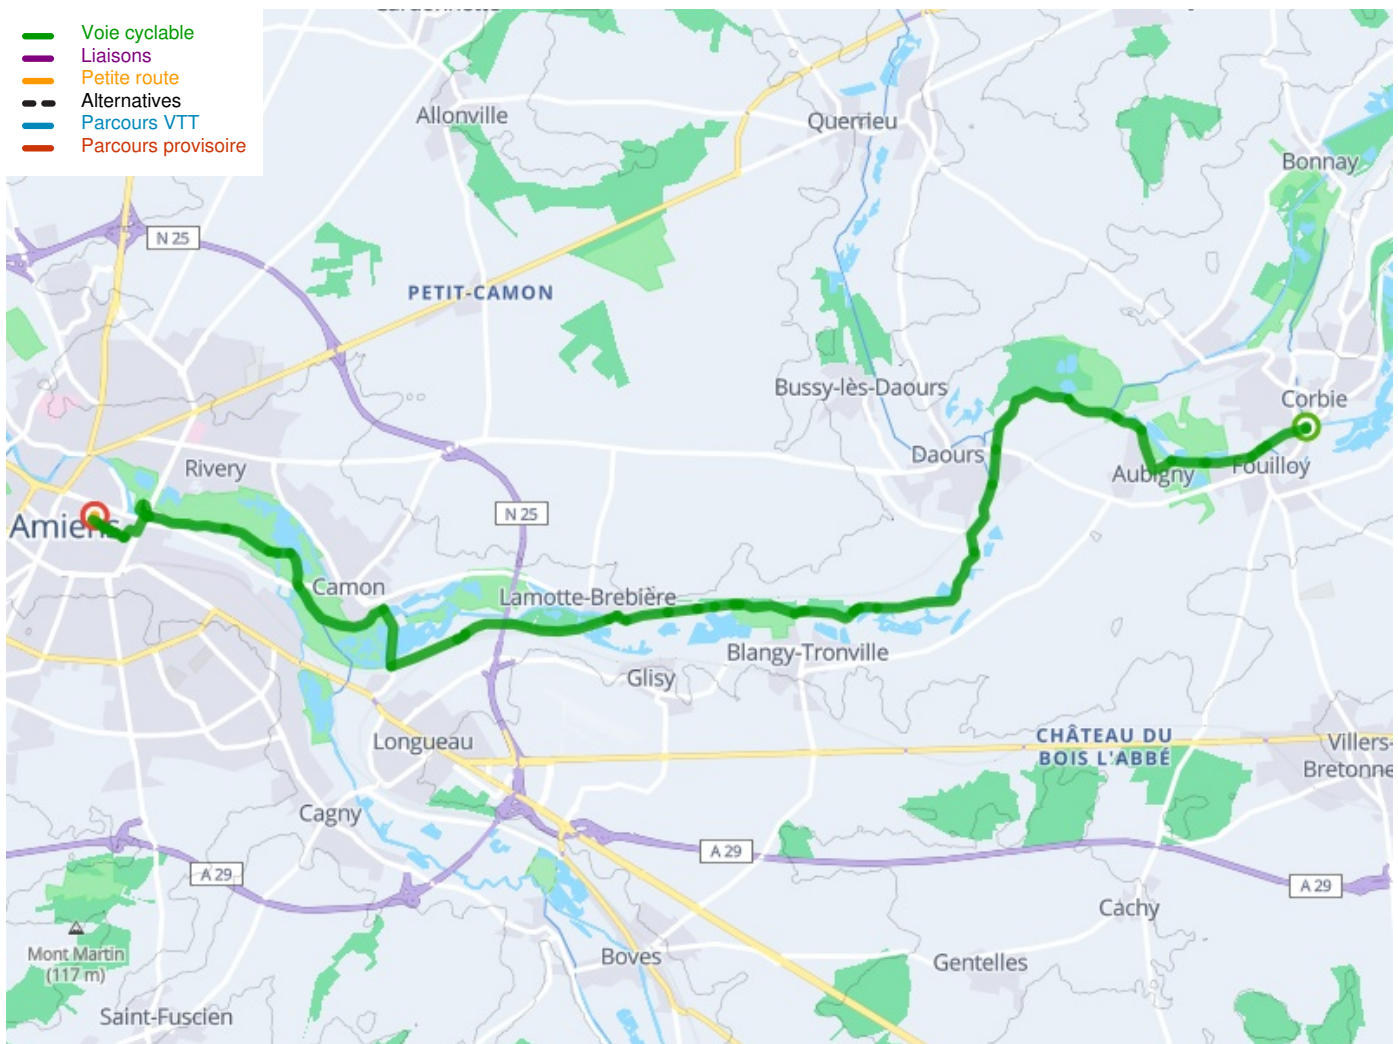 Voie cyclable
Liaisons
Petite route
Alternatives
Parcours VTT
Parcours provisoire
Allonville
Querrieu
Bonnay
N 25
PETIT-CAMON
Bussy-lès-Daours
Corbie
Daours
Aubigny
Fouilloy
Rivery
N 25
Amiens
Camon
Lamotte-Brebière
Blangy-Tronville
Glisy
Longueau
CHÂTEAU DU
BOIS L'ABBÉ
Villers-
Bretonne
Cagny
A 29
A 29
A 29
Cachy
Mont Martin
(117 m)
Boves
Gentelles
Saint-Fuscien